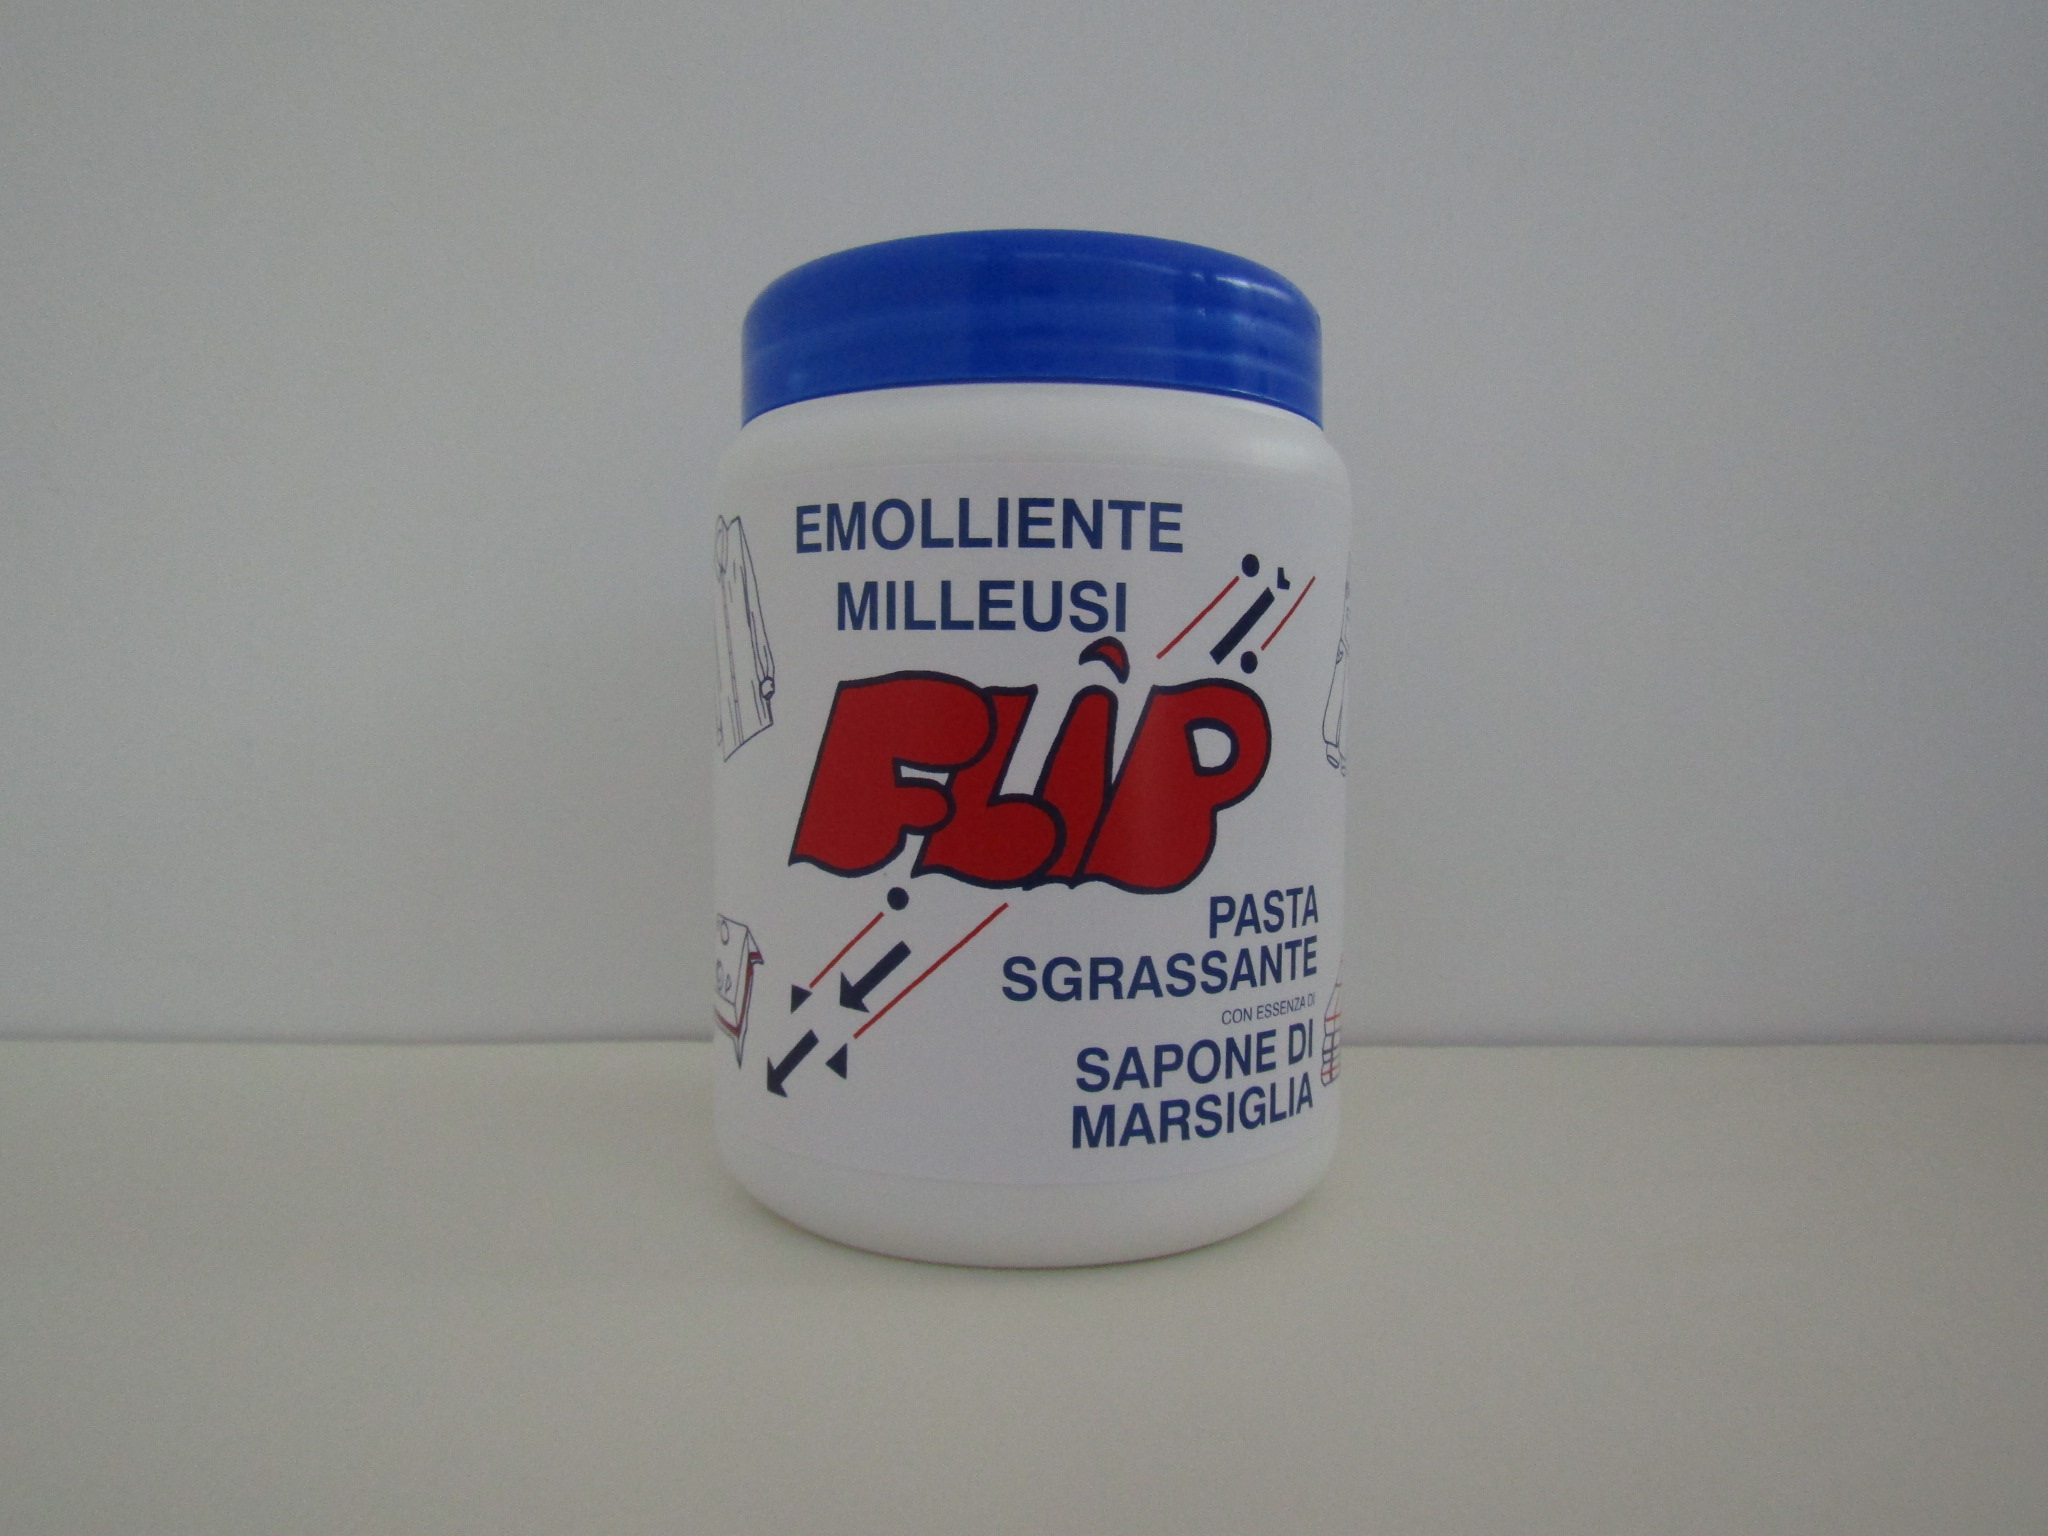 EMOLLIENTE
MILLEUSI
FLIP
PASTA
SGRASSANTE
CON ESSENZA DI
SAPONE DI
MARSIGLIA